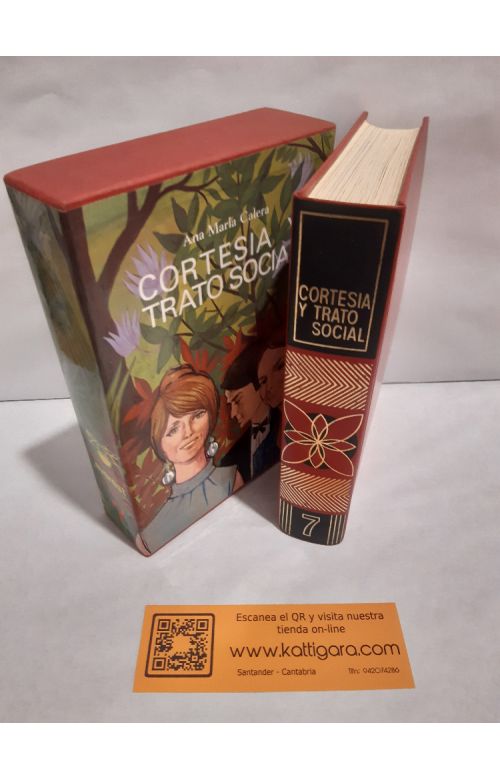 Ana María Calera
CORTESIA Y
TRATO SOCIAL
CORTESIA
Y TRATO
SOCIAL
7
Escanea el QR y visita nuestra
tienda on-line
www.kattigara.com
Santander - Cantabria
Tfn: 942074286